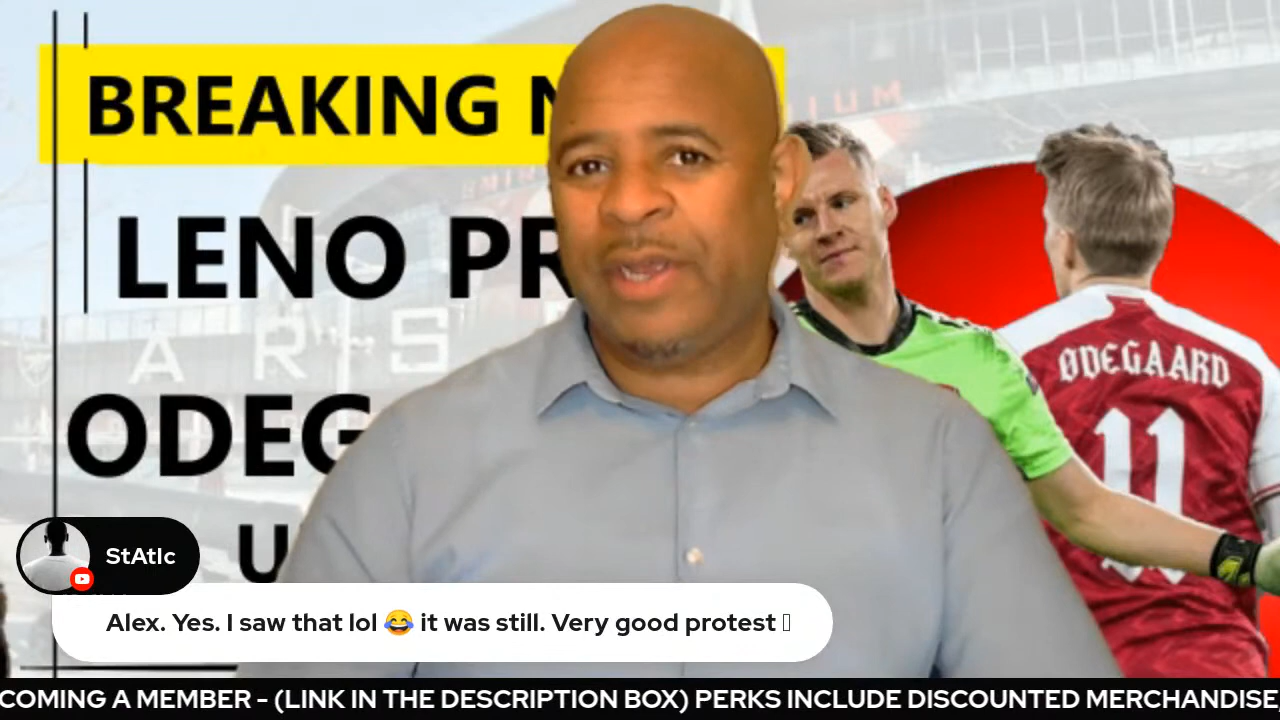 BREAKING N
LENO PR
ODEG
U
ARS
ØDEGAARD
11
StAtIc
Alex. Yes. I saw that lol 😂 it was still. Very good protest
COMING A MEMBER - (LINK IN THE DESCRIPTION BOX) PERKS INCLUDE DISCOUNTED MERCHANDISE,